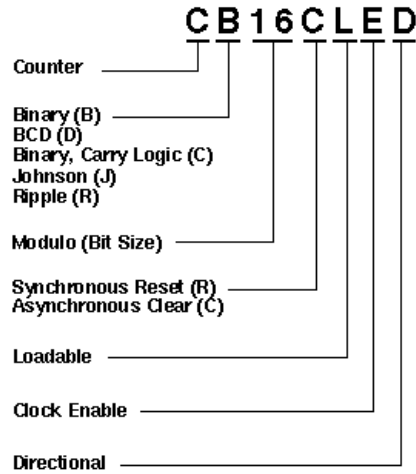 CB16CLED
Counter
Binary (B)
BCD (D)
Binary, Carry Logic (C)
Johnson (J)
Ripple (R)
Modulo (Bit Size)
Synchronous Reset (R)
Asynchronous Clear (C)
Loadable
Clock Enable
Directional